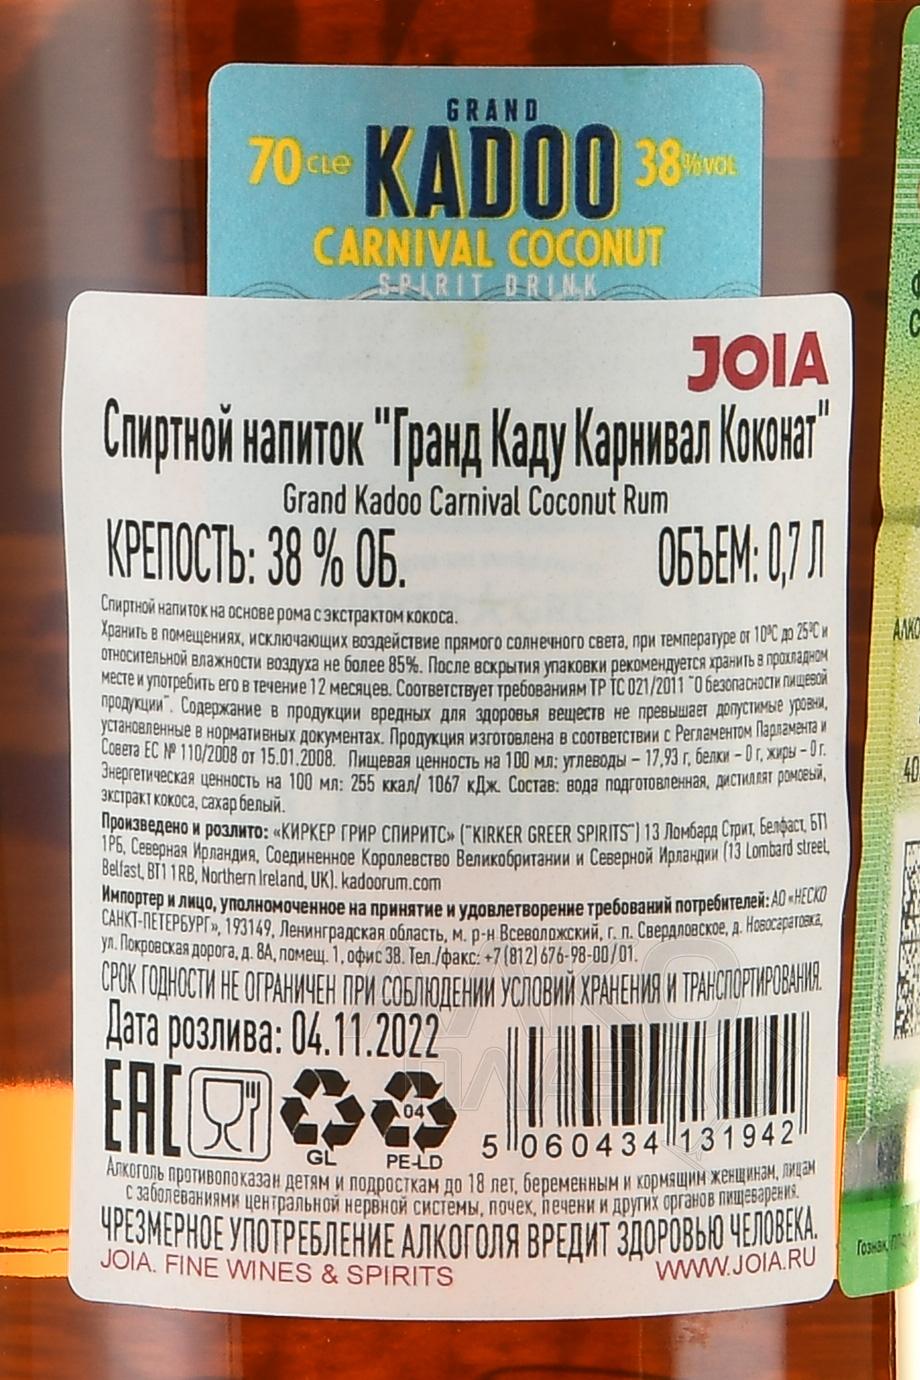 GRAND
70 CL e KADOO 38% VOL
CARNIVAL COCONUT
SPIRIT DRINK
JOIA
Спиртной напиток "Гранд Каду Карнивал Коконат"
Grand Kadoo Carnival Coconut Rum
КРЕПОСТЬ: 38 % ОБ. ОБЪЕМ: 0,7 Л
Спиртной напиток на основе рома с экстрактом кокоса.
Хранить в помещениях, исключающих воздействие прямого солнечного света, при температуре от 10°C до 25°C и
относительной влажности воздуха не более 85%. После вскрытия упаковки рекомендуется хранить в прохладном
месте и употребить его в течение 12 месяцев. Соответствует требованиям ТР ТС 021/2011 "О безопасности пищевой
продукции". Содержание в продукции вредных для здоровья веществ не превышает допустимые уровни,
установленные в нормативных документах. Продукция изготовлена в соответствии с Регламентом Парламента и
Совета ЕС № 110/2008 от 15.01.2008. Пищевая ценность на 100 мл: углеводы – 17,93 г, белки – 0 г, жиры – 0 г.
Энергетическая ценность на 100 мл: 255 ккал/ 1067 кДж. Состав: вода подготовленная, дистиллят ромовый,
экстракт кокоса, сахар белый.
Произведено и розлито: «КИРКЕР ГРИР СПИРИТС» ("KIRKER GREER SPIRITS") 13 Ломбард Стрит, Белфаст, БТ1
1РБ, Северная Ирландия, Соединенное Королевство Великобритании и Северной Ирландии (13 Lombard street,
Belfast, BT1 1RB, Northern Ireland, UK). kadoorum.com
Импортер и лицо, уполномоченное на принятие и удовлетворение требований потребителей: АО «НЕСКО
САНКТ-ПЕТЕРБУРГ», 193149, Ленинградская область, м. р-н Всеволожский, г. п. Свердловское, д. Новосаратовка,
ул. Покровская дорога, д. 8А, помещ. 1, офис 38. Тел./факс: +7 (812) 676-98-00/01.
СРОК ГОДНОСТИ НЕ ОГРАНИЧЕН ПРИ СОБЛЮДЕНИИ УСЛОВИЙ ХРАНЕНИЯ И ТРАНСПОРТИРОВАНИЯ.
Дата розлива: 04.11.2022
EAC
04
GL PE-LD
5 060434 131942
Алкоголь противопоказан детям и подросткам до 18 лет, беременным и кормящим женщинам, лицам
с заболеваниями центральной нервной системы, почек, печени и других органов пищеварения.
ЧРЕЗМЕРНОЕ УПОТРЕБЛЕНИЕ АЛКОГОЛЯ ВРЕДИТ ЗДОРОВЬЮ ЧЕЛОВЕКА.
JOIA. FINE WINES & SPIRITS WWW.JOIA.RU